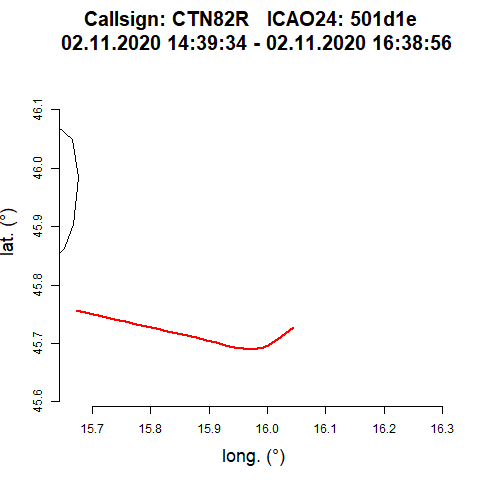 Callsign: CTN82R   ICAO24: 501d1e
02.11.2020 14:39:34 - 02.11.2020 16:38:56
46.1
46.0
45.9
45.8
45.7
45.6
lat. (°)
15.7 15.8 15.9 16.0 16.1 16.2 16.3
long. (°)